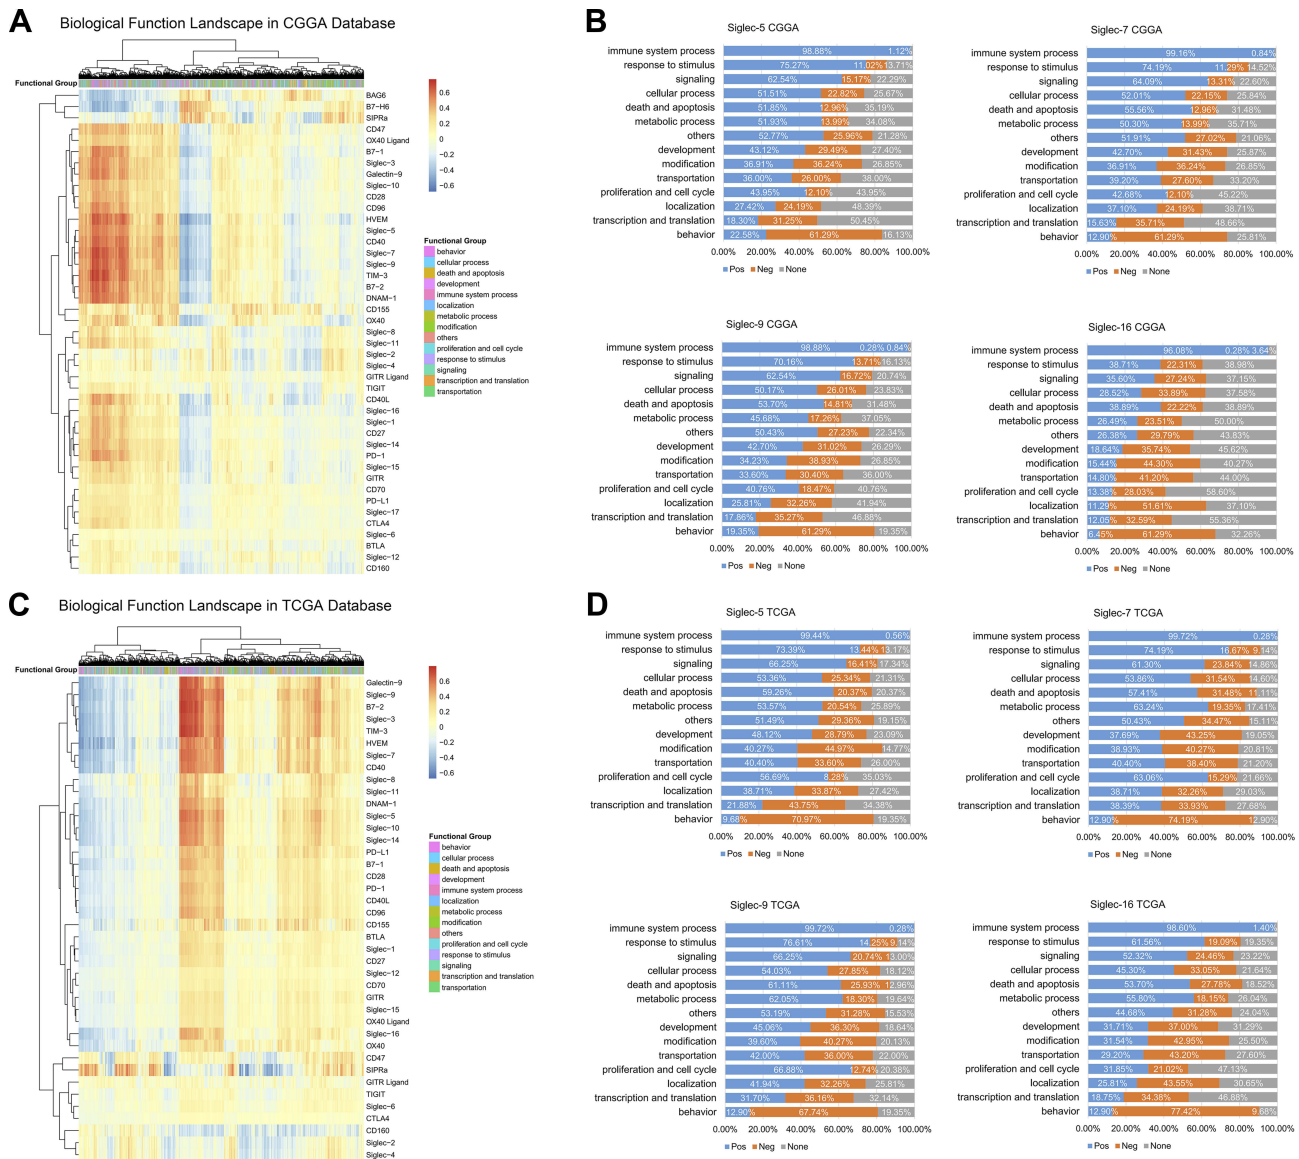 A
Biological Function Landscape in CGGA Database
Functional Group
BAG6
B7−H6
SIPRa
CD47
OX40 Ligand
B7−1
Siglec−3
Galectin−9
Siglec−10
CD28
CD96
HVEM
Siglec−5
CD40
Siglec−7
Siglec−9
TIM−3
B7−2
DNAM−1
CD155
OX40
Siglec−8
Siglec−11
Siglec−2
Siglec−4
GITR Ligand
TIGIT
CD40L
Siglec−16
Siglec−1
CD27
Siglec−14
PD−1
Siglec−15
GITR
CD70
PD−L1
Siglec−17
CTLA4
Siglec−6
BTLA
Siglec−12
CD160
0.6
0.4
0.2
0
−0.2
−0.4
−0.6
Functional Group
behavior
cellular process
death and apoptosis
development
immune system process
localization
metabolic process
modification
others
proliferation and cell cycle
response to stimulus
signaling
transcription and translation
transportation
B
Siglec-5 CGGA
immune system process 98.88% 1.12%
response to stimulus 75.27% 11.02% 13.71%
signaling 62.54% 15.17% 22.29%
cellular process 51.51% 22.82% 25.67%
death and apoptosis 51.85% 12.96% 35.19%
metabolic process 51.93% 13.99% 34.08%
others 52.77% 25.96% 21.28%
development 43.12% 29.49% 27.40%
modification 36.91% 36.24% 26.85%
transportation 36.00% 26.00% 38.00%
proliferation and cell cycle 43.95% 12.10% 43.95%
localization 27.42% 24.19% 48.39%
transcription and translation 18.30% 31.25% 50.45%
behavior 22.58% 61.29% 16.13%
0.00% 20.00% 40.00% 60.00% 80.00% 100.00%
Pos Neg None
Siglec-7 CGGA
immune system process 99.16% 0.84%
response to stimulus 74.19% 11.29% 14.52%
signaling 64.09% 13.31% 22.60%
cellular process 52.01% 22.15% 25.84%
death and apoptosis 55.56% 12.96% 31.48%
metabolic process 50.30% 13.99% 35.71%
others 51.91% 27.02% 21.06%
development 42.70% 31.43% 25.87%
modification 36.91% 36.24% 26.85%
transportation 39.20% 27.60% 33.20%
proliferation and cell cycle 42.68% 12.10% 45.22%
localization 37.10% 24.19% 38.71%
transcription and translation 15.63% 35.71% 48.66%
behavior 12.90% 61.29% 25.81%
0.00% 20.00% 40.00% 60.00% 80.00% 100.00%
Pos Neg None
Siglec-9 CGGA
immune system process 98.88% 0.28% 0.84%
response to stimulus 70.16% 13.71% 16.13%
signaling 62.54% 16.72% 20.74%
cellular process 50.17% 26.01% 23.83%
death and apoptosis 53.70% 14.81% 31.48%
metabolic process 45.68% 17.26% 37.05%
others 50.43% 27.23% 22.34%
development 42.70% 31.02% 26.29%
modification 34.23% 38.93% 26.85%
transportation 33.60% 30.40% 36.00%
proliferation and cell cycle 40.76% 18.47% 40.76%
localization 25.81% 32.26% 41.94%
transcription and translation 17.86% 35.27% 46.88%
behavior 19.35% 61.29% 19.35%
0.00% 20.00% 40.00% 60.00% 80.00% 100.00%
Pos Neg None
Siglec-16 CGGA
immune system process 96.08% 0.28% 3.64%
response to stimulus 38.71% 22.31% 38.98%
signaling 35.60% 27.24% 37.15%
cellular process 28.52% 33.89% 37.58%
death and apoptosis 38.89% 22.22% 38.89%
metabolic process 26.49% 23.51% 50.00%
others 26.38% 29.79% 43.83%
development 18.64% 35.74% 45.62%
modification 15.44% 44.30% 40.27%
transportation 14.80% 41.20% 44.00%
proliferation and cell cycle 13.38% 28.03% 58.60%
localization 11.29% 51.61% 37.10%
transcription and translation 12.05% 32.59% 55.36%
behavior 6.45% 61.29% 32.26%
0.00% 20.00% 40.00% 60.00% 80.00% 100.00%
Pos Neg None
C
Biological Function Landscape in TCGA Database
Functional Group
Galectin−9
Siglec−9
B7−2
Siglec−3
TIM−3
HVEM
Siglec−7
CD40
Siglec−8
Siglec−11
DNAM−1
Siglec−5
Siglec−10
Siglec−14
PD−L1
B7−1
CD28
PD−1
CD40L
CD96
CD155
BTLA
Siglec−1
CD27
Siglec−12
CD70
GITR
Siglec−15
OX40 Ligand
Siglec−16
OX40
CD47
SIPRa
GITR Ligand
TIGIT
Siglec−6
CTLA4
CD160
Siglec−2
Siglec−4
0.6
0.4
0.2
0
−0.2
−0.4
−0.6
Functional Group
behavior
cellular process
death and apoptosis
development
immune system process
localization
metabolic process
modification
others
proliferation and cell cycle
response to stimulus
signaling
transcription and translation
transportation
D
Siglec-5 TCGA
immune system process 99.44% 0.56%
response to stimulus 73.39% 13.44% 13.17%
signaling 66.25% 16.41% 17.34%
cellular process 53.36% 25.34% 21.31%
death and apoptosis 59.26% 20.37% 20.37%
metabolic process 53.57% 20.54% 25.89%
others 51.49% 29.36% 19.15%
development 48.12% 28.79% 23.09%
modification 40.27% 44.97% 14.77%
transportation 40.40% 33.60% 26.00%
proliferation and cell cycle 56.69% 8.28% 35.03%
localization 38.71% 33.87% 27.42%
transcription and translation 21.88% 43.75% 34.38%
behavior 9.68% 70.97% 19.35%
0.00% 20.00% 40.00% 60.00% 80.00% 100.00%
Pos Neg None
Siglec-7 TCGA
immune system process 99.72% 0.28%
response to stimulus 74.19% 16.67% 9.14%
signaling 61.30% 23.84% 14.86%
cellular process 53.86% 31.54% 14.60%
death and apoptosis 57.41% 31.48% 11.11%
metabolic process 63.24% 19.35% 17.41%
others 50.43% 34.47% 15.11%
development 37.69% 43.25% 19.05%
modification 38.93% 40.27% 20.81%
transportation 40.40% 38.40% 21.20%
proliferation and cell cycle 63.06% 15.29% 21.66%
localization 38.71% 32.26% 29.03%
transcription and translation 38.39% 33.93% 27.68%
behavior 12.90% 74.19% 12.90%
0.00% 20.00% 40.00% 60.00% 80.00% 100.00%
Pos Neg None
Siglec-9 TCGA
immune system process 99.72% 0.28%
response to stimulus 76.61% 14.25% 9.14%
signaling 66.25% 20.74% 13.00%
cellular process 54.03% 27.85% 18.12%
death and apoptosis 61.11% 25.93% 12.96%
metabolic process 62.05% 18.30% 19.64%
others 53.19% 31.28% 15.53%
development 45.06% 36.30% 18.64%
modification 39.60% 40.27% 20.13%
transportation 42.00% 36.00% 22.00%
proliferation and cell cycle 66.88% 12.74% 20.38%
localization 41.94% 32.26% 25.81%
transcription and translation 31.70% 36.16% 32.14%
behavior 12.90% 67.74% 19.35%
0.00% 20.00% 40.00% 60.00% 80.00% 100.00%
Pos Neg None
Siglec-16 TCGA
immune system process 98.60% 1.40%
response to stimulus 61.56% 19.09% 19.35%
signaling 52.32% 24.46% 23.22%
cellular process 45.30% 33.05% 21.64%
death and apoptosis 53.70% 27.78% 18.52%
metabolic process 55.80% 18.15% 26.04%
others 44.68% 31.28% 24.04%
development 31.71% 37.00% 31.29%
modification 31.54% 42.95% 25.50%
transportation 29.20% 43.20% 27.60%
proliferation and cell cycle 31.85% 21.02% 47.13%
localization 25.81% 43.55% 30.65%
transcription and translation 18.75% 34.38% 46.88%
behavior 12.90% 77.42% 9.68%
0.00% 20.00% 40.00% 60.00% 80.00% 100.00%
Pos Neg None